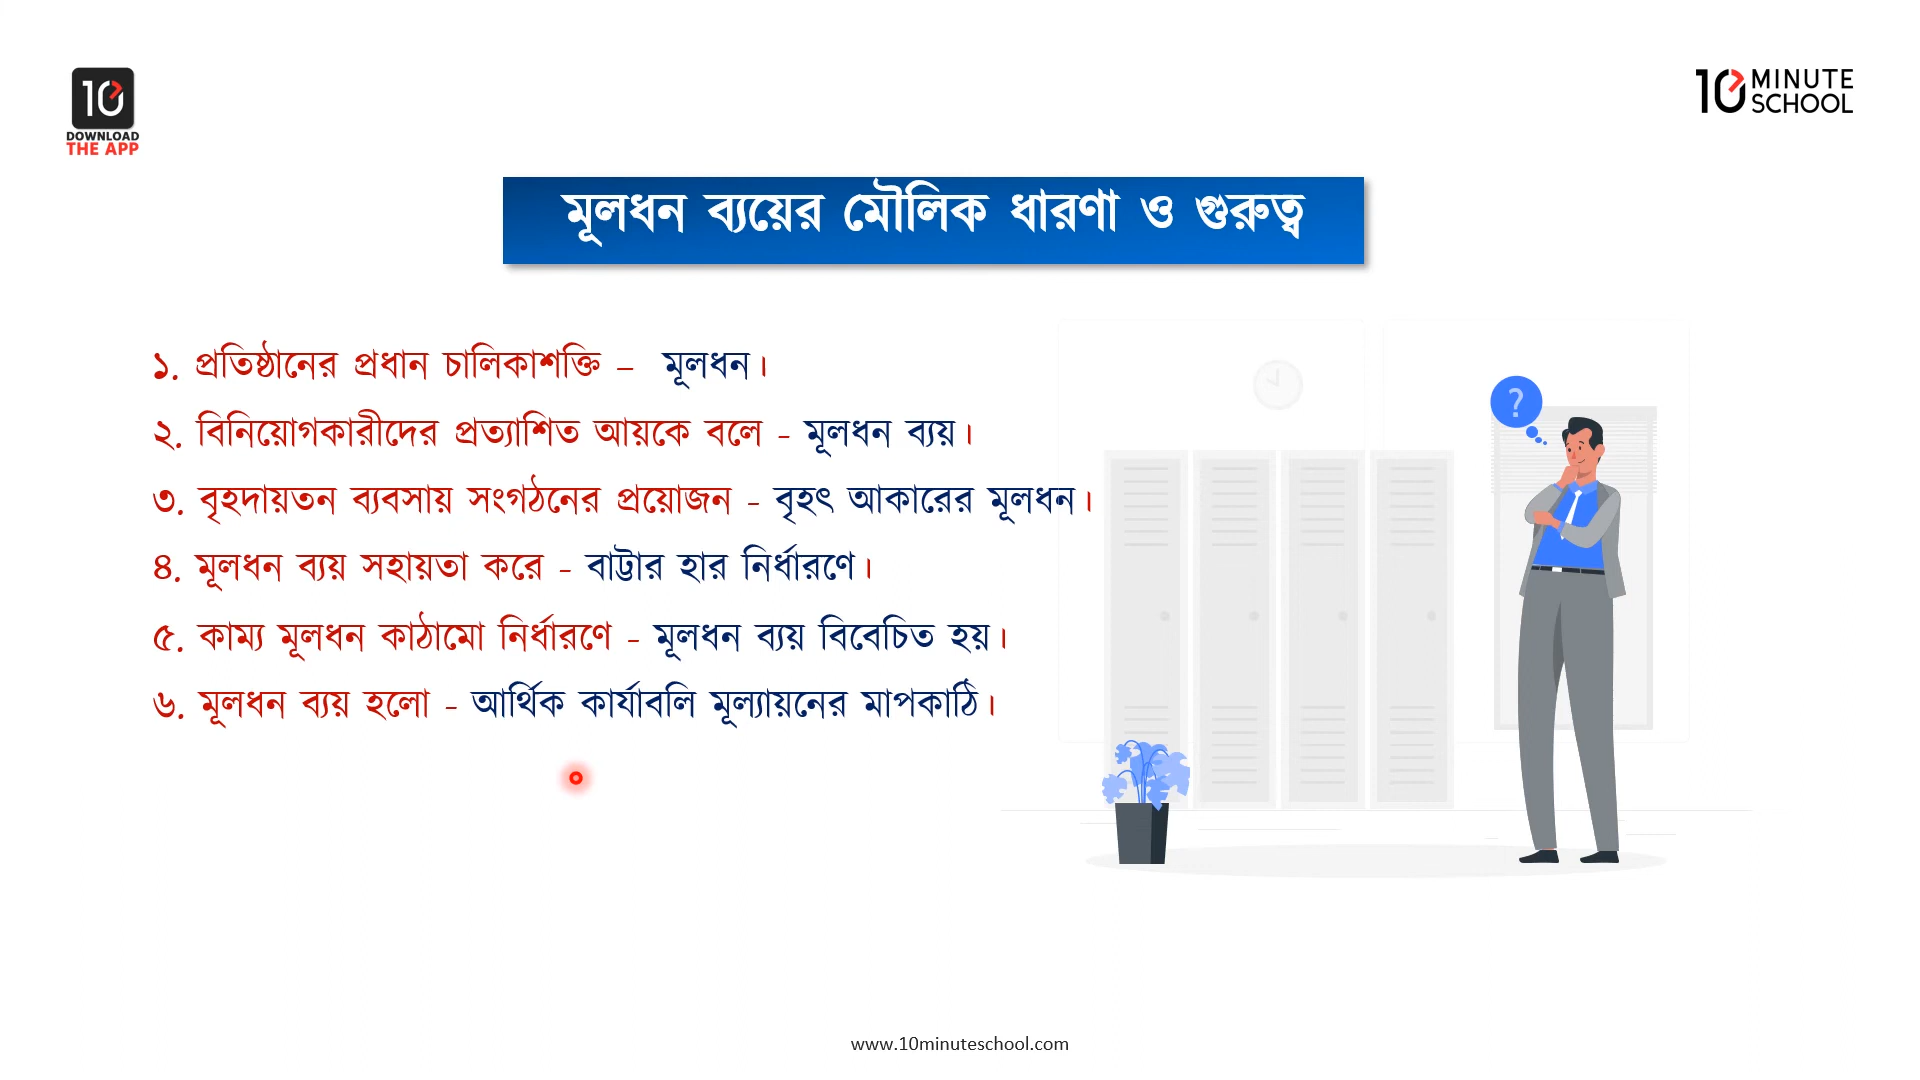 10
DOWNLOAD
THE APP
10 MINUTE
SCHOOL
মূলধন ব্যয়ের মৌলিক ধারণা ও গুরুত্ব
১. প্রতিষ্ঠানের প্রধান চালিকাশক্তি – মূলধন।
২. বিনিয়োগকারীদের প্রত্যাশিত আয়কে বলে - মূলধন ব্যয়।
৩. বৃহদায়তন ব্যবসায় সংগঠনের প্রয়োজন - বৃহৎ আকারের মূলধন।
৪. মূলধন ব্যয় সহায়তা করে - বাট্টার হার নির্ধারণে।
৫. কাম্য মূলধন কাঠামো নির্ধারণে - মূলধন ব্যয় বিবেচিত হয়।
৬. মূলধন ব্যয় হলো - আর্থিক কার্যাবলি মূল্যায়নের মাপকাঠি।
?
www.10minuteschool.com